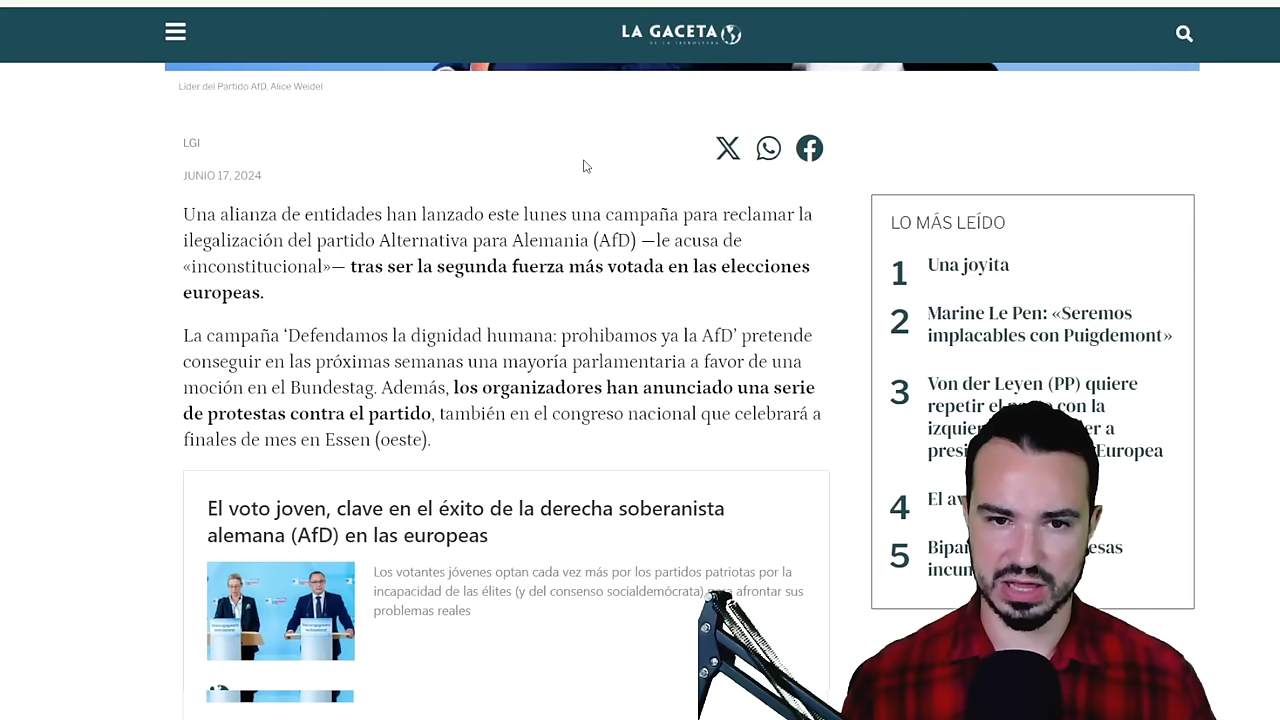 LA GACETA
DE LA IBEROSFERA
Líder del Partido AfD, Alice Weidel
LGI
JUNIO 17, 2024
Una alianza de entidades han lanzado este lunes una campaña para reclamar la
ilegalización del partido Alternativa para Alemania (AfD) —le acusa de
«inconstitucional»— tras ser la segunda fuerza más votada en las elecciones
europeas.
La campaña ‘Defendamos la dignidad humana: prohibamos ya la AfD’ pretende
conseguir en las próximas semanas una mayoría parlamentaria a favor de una
moción en el Bundestag. Además, los organizadores han anunciado una serie
de protestas contra el partido, también en el congreso nacional que celebrará a
finales de mes en Essen (oeste).
El voto joven, clave en el éxito de la derecha soberanista
alemana (AfD) en las europeas
Los votantes jóvenes optan cada vez más por los partidos patriotas por la
incapacidad de las élites (y del consenso socialdemócrata) afrontar sus
problemas reales
LO MÁS LEÍDO
1 Una joyita
2 Marine Le Pen: «Seremos
implacables con Puigdemont»
3 Von der Leyen (PP) quiere
repetir el con la
a
Europea
4 El
5